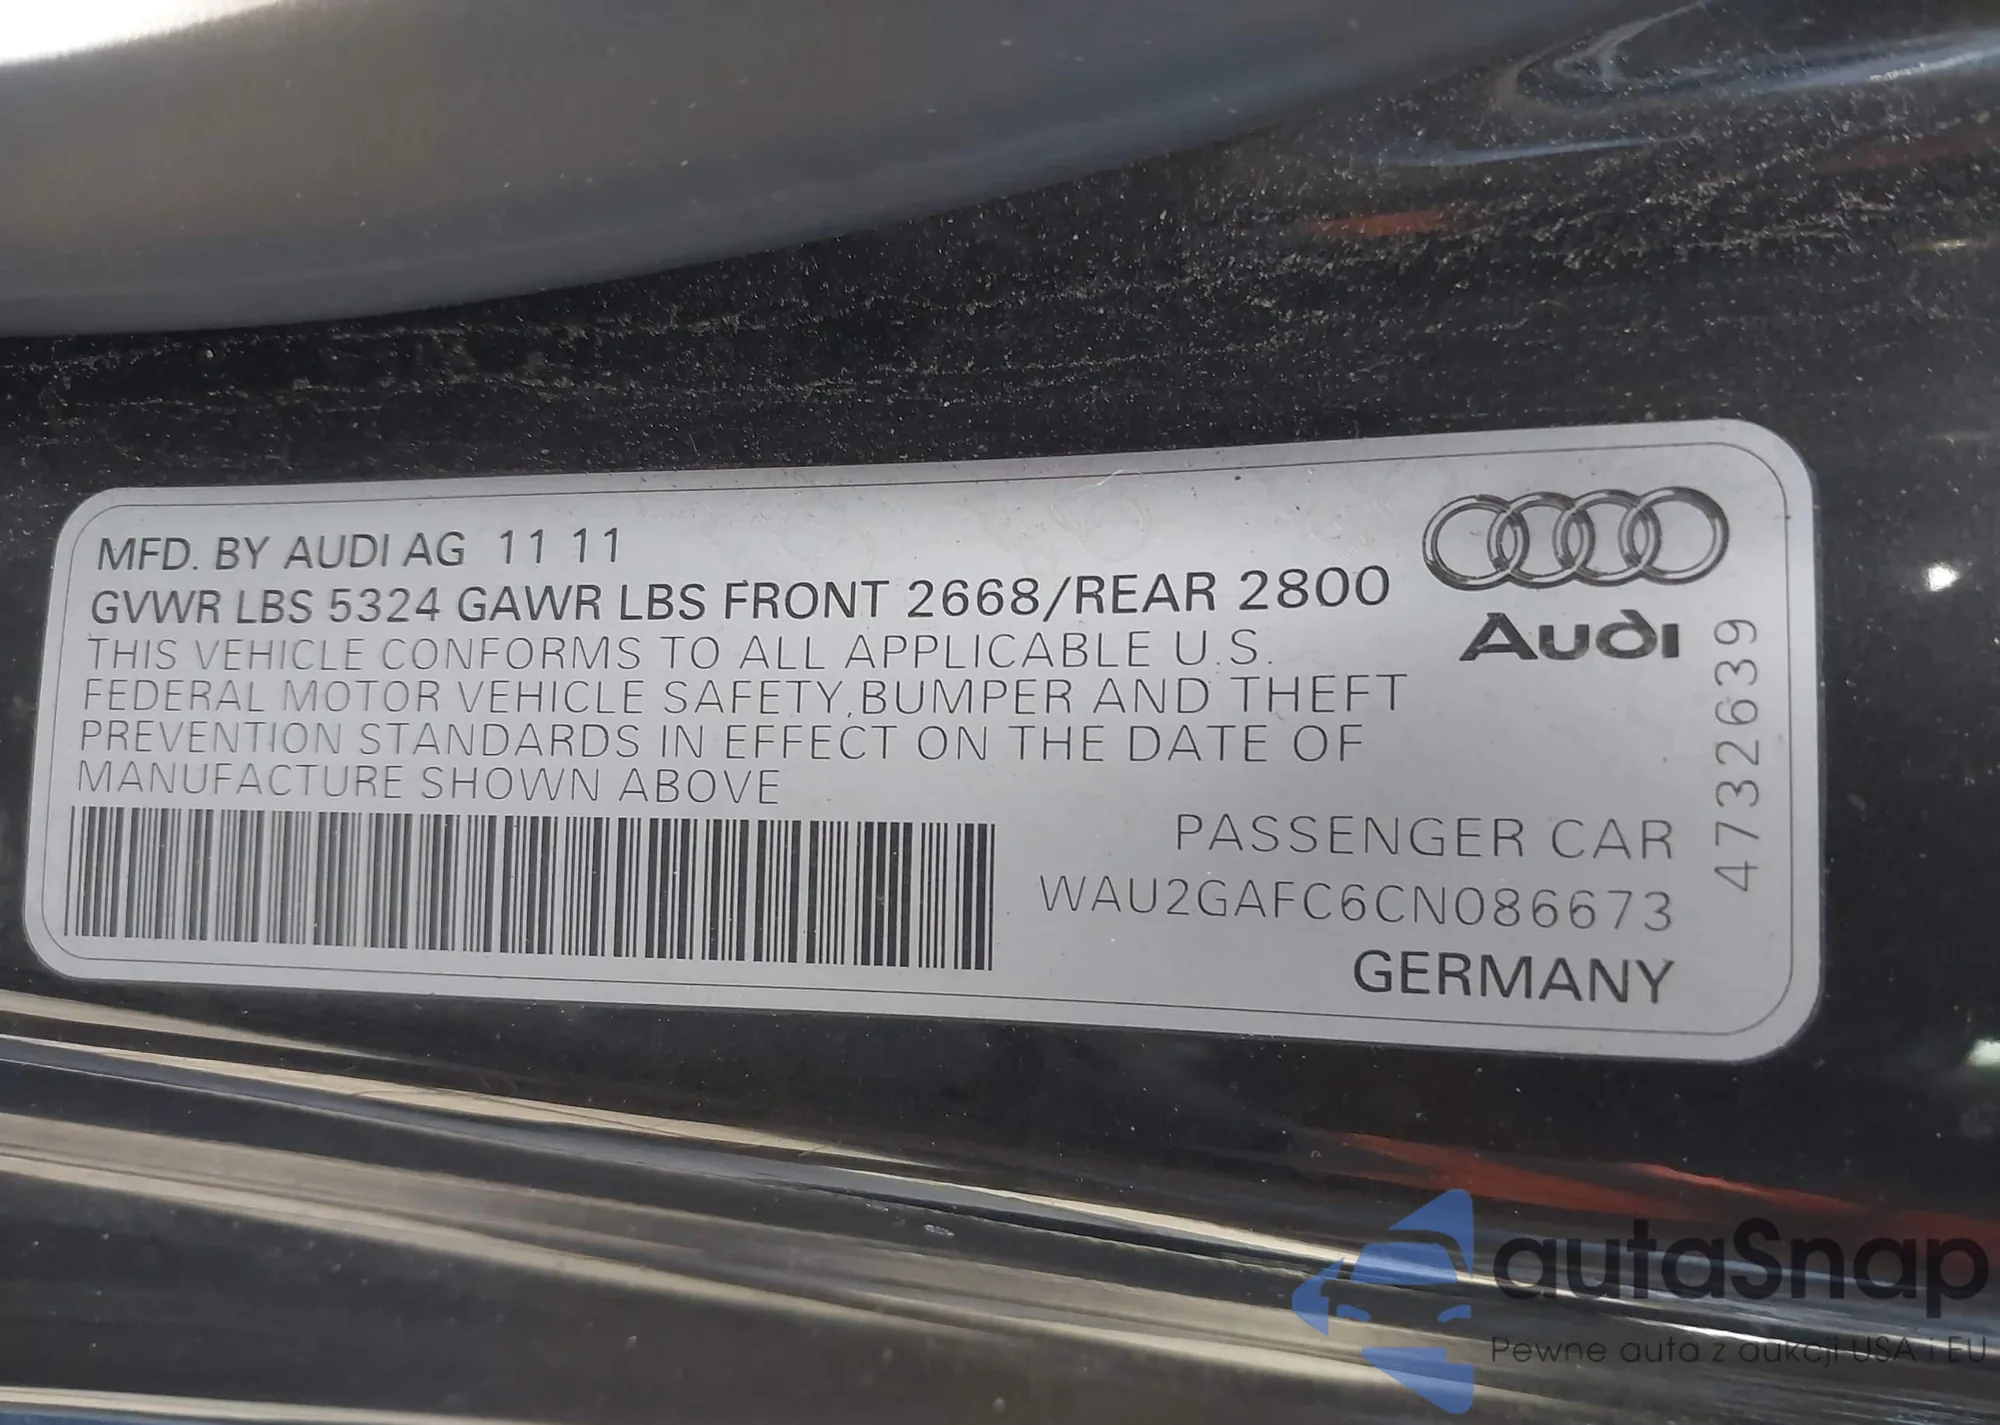 MFD. BY AUDI AG 11 11
GVWR LBS 5324 GAWR LBS FRONT 2668/REAR 2800
THIS VEHICLE CONFORMS TO ALL APPLICABLE U.S.
FEDERAL MOTOR VEHICLE SAFETY,BUMPER AND THEFT
PREVENTION STANDARDS IN EFFECT ON THE DATE OF
MANUFACTURE SHOWN ABOVE
Audi
4732639
PASSENGER CAR
WAU2GAFC6CN086673
GERMANY
autaSnap
Pewne auta z aukcji USA i EU